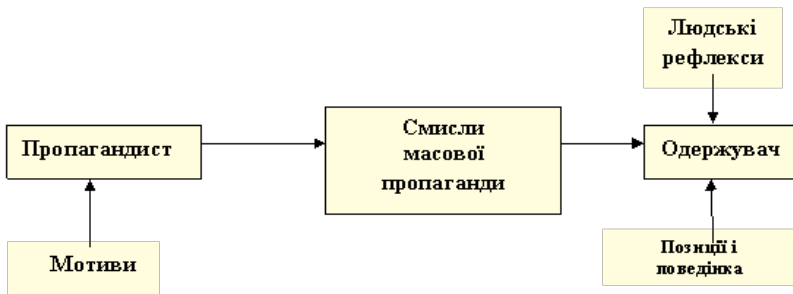 Людські
рефлекси
Пропагандист
Смисли
масової
пропаганди
Одержувач
Мотиви
Позиції і
поведінка